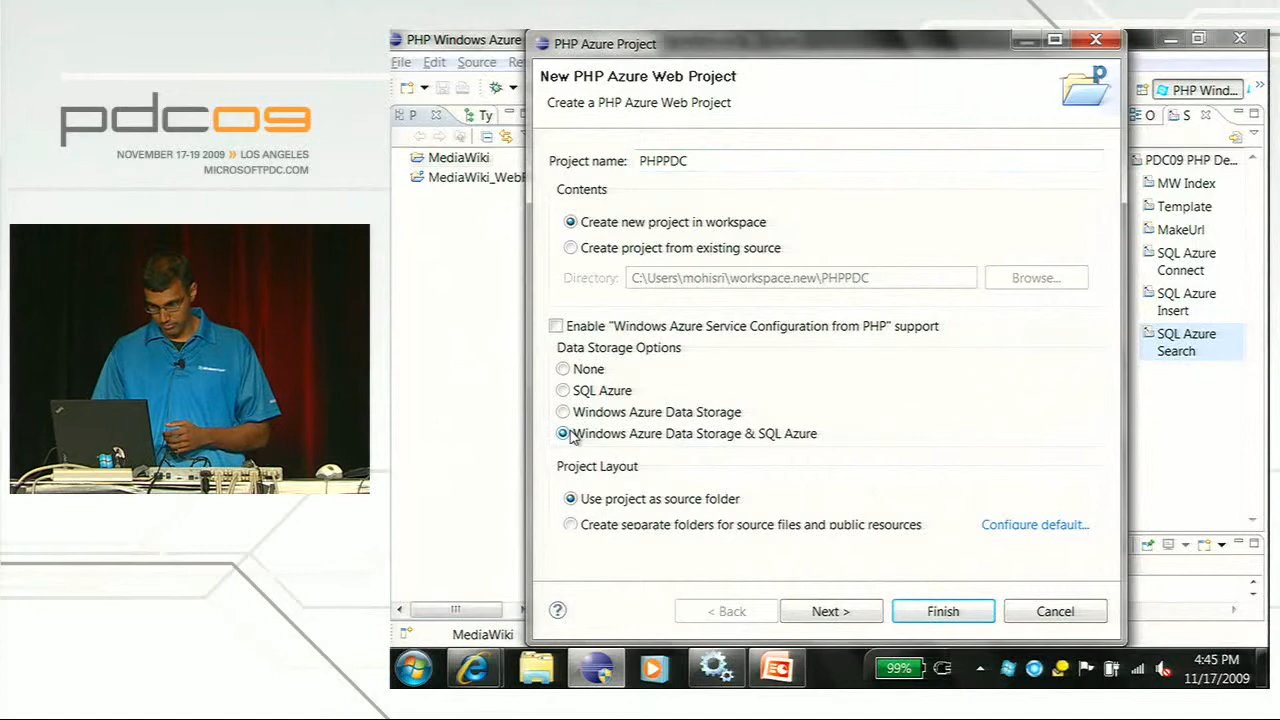 pdc09
NOVEMBER 17-19 2009 » LOS ANGELES
MICROSOFTPDC.COM
PHP Windows Azure
PHP Azure Project
File Edit Source Re
New PHP Azure Web Project
Create a PHP Azure Web Project
PHP Wind...
P
Ty
O
S
MediaWiki
MediaWiki_Web
Project name: PHPPDC
Contents
Create new project in workspace
Create project from existing source
Directory: C:\Users\mohisri\workspace.new\PHPPDC Browse...
Enable "Windows Azure Service Configuration from PHP" support
Data Storage Options
None
SQL Azure
Windows Azure Data Storage
Windows Azure Data Storage & SQL Azure
Project Layout
Use project as source folder
Create separate folders for source files and public resources Configure default...
< Back Next > Finish Cancel
PDC09 PHP De...
MW Index
Template
MakeUrl
SQL Azure
Connect
SQL Azure
Insert
SQL Azure
Search
MediaWiki
99%
4:45 PM
11/17/2009